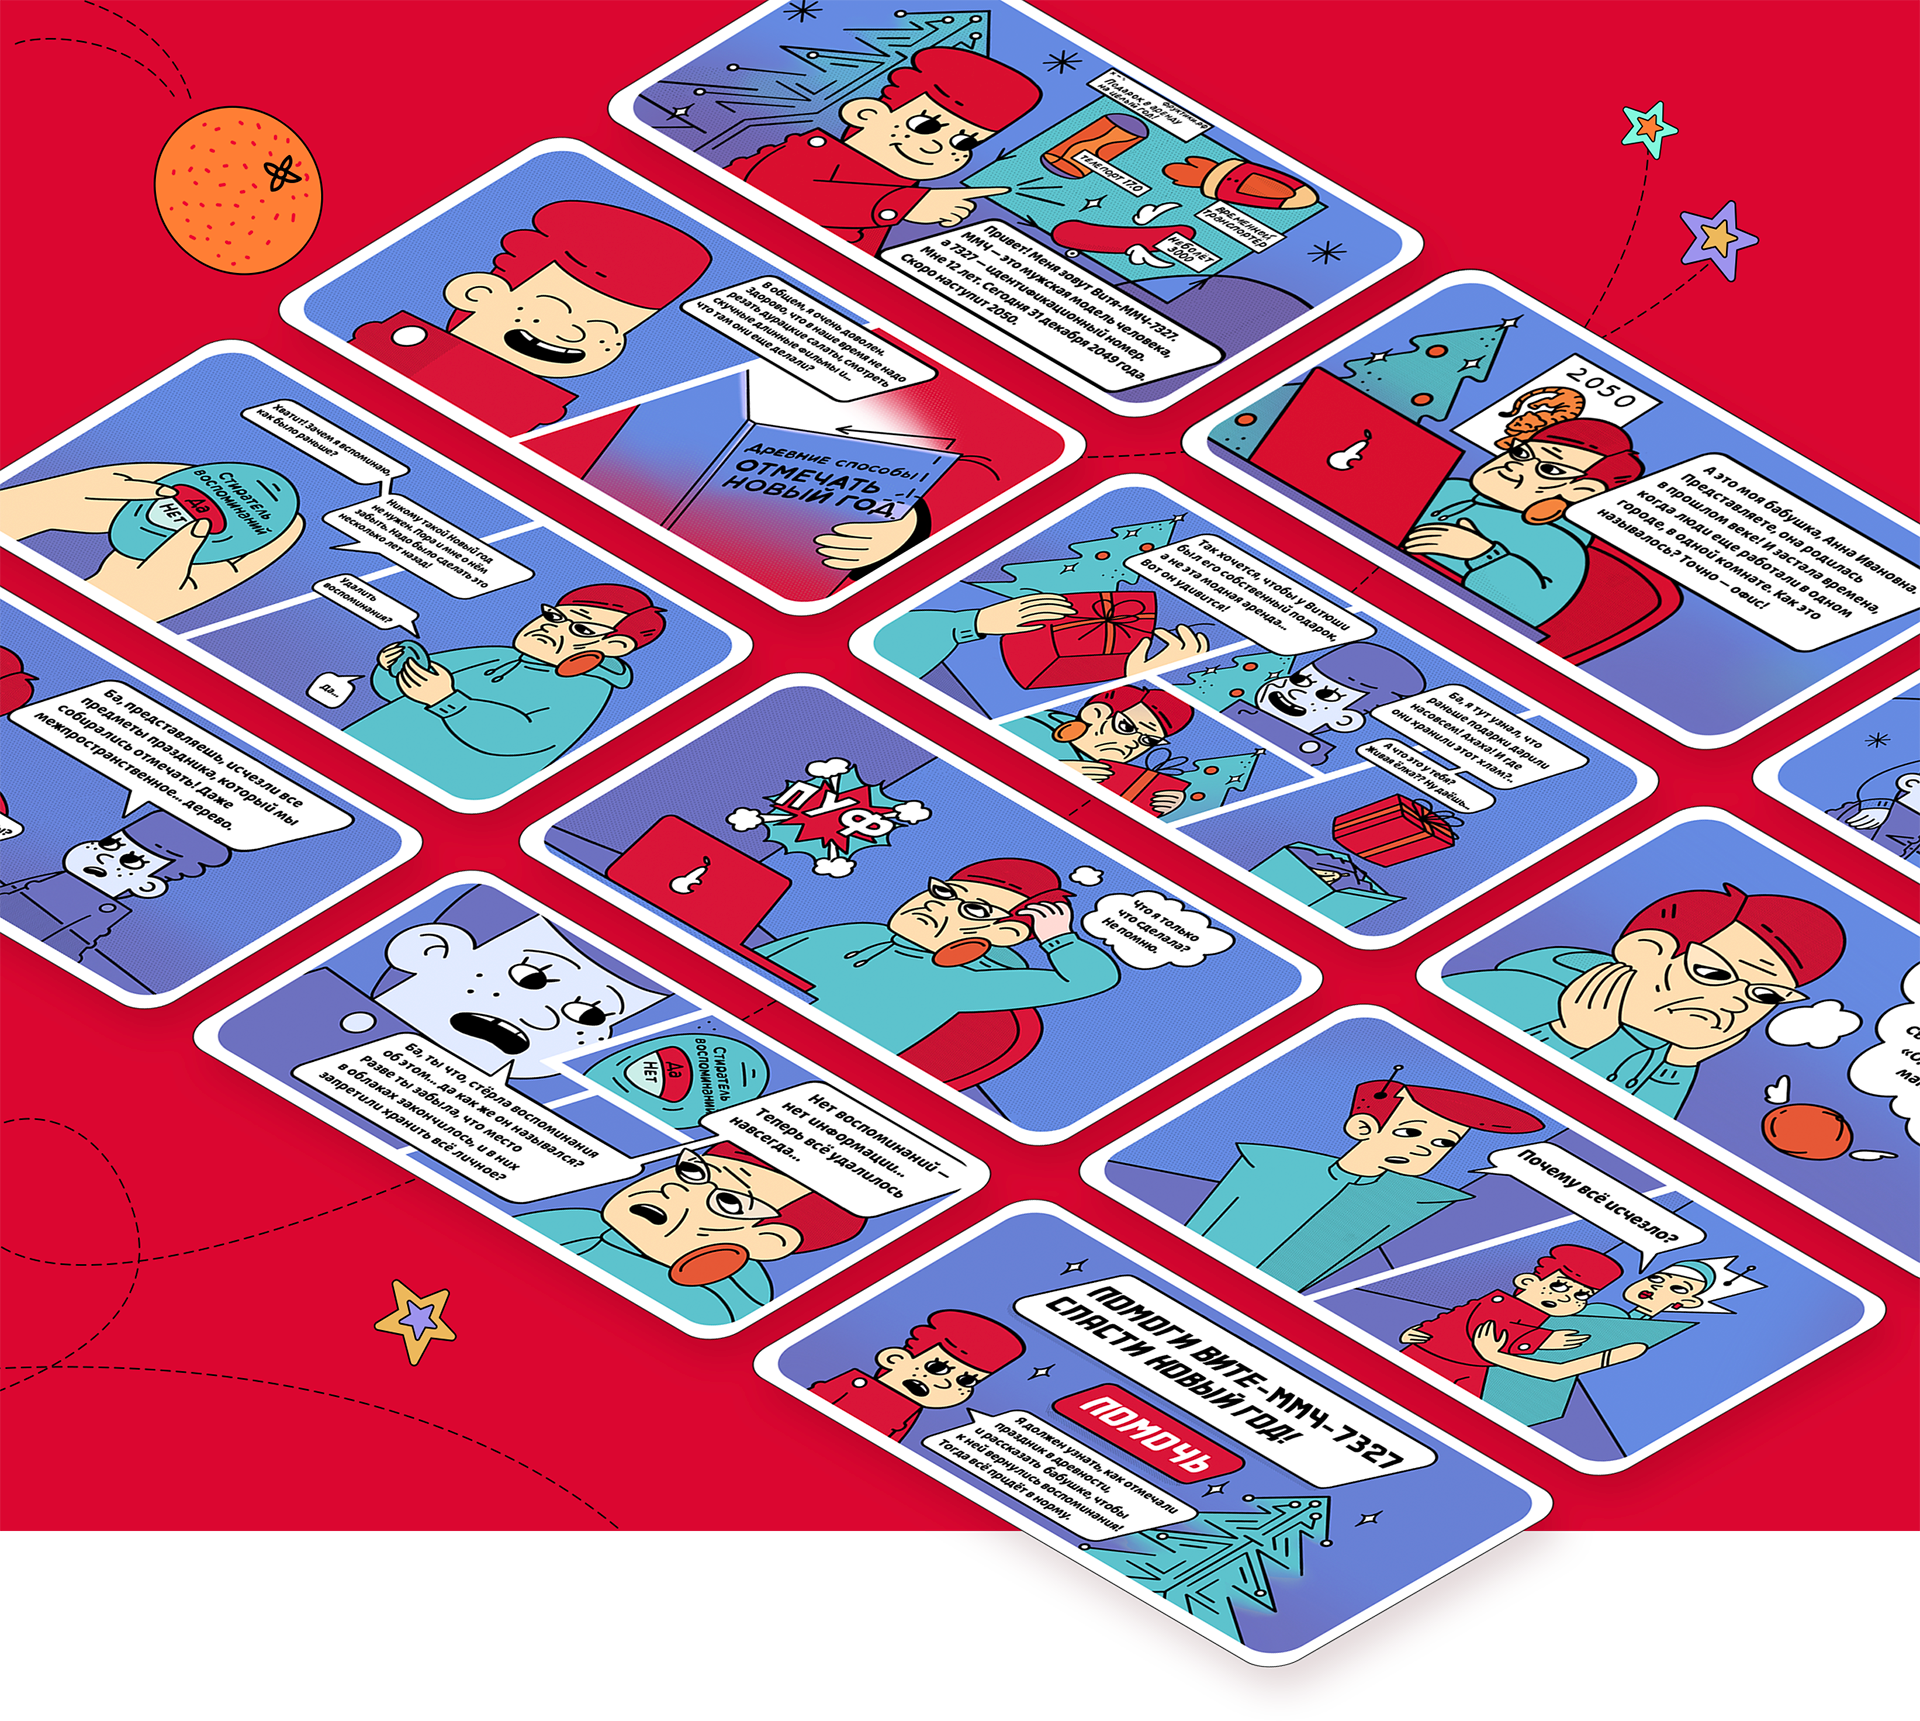 Подарок в аренду
на целый год!
фруктики.рф
ТЕЛЕПОРТ 17.0
ВРЕМЕННОЙ
ТРАНСПОРТЕР
НЕБОЛЁТ
3000
Привет! Меня зовут Витя-ММЧ-7327.
ММЧ — это мужская модель человека,
а 7327 — идентификационный номер.
Мне 12 лет. Сегодня 31 декабря 2049 года.
Скоро наступит 2050.
2050
А это моя бабушка, Анна Ивановна.
Представляете, она родилась
в прошлом веке! И застала времена,
когда люди еще работали в одном
городе, в одной комнате. Как это
называлось? Точно — офис!
В общем, я очень доволен.
Здорово, что в наше время не надо
резать дурацкие салаты, смотреть
скучные длинные фильмы и...
что там они еще делали?
ДРЕВНИЕ СПОСОБЫ
ОТМЕЧАТЬ
НОВЫЙ ГОД
Так хочется, чтобы у Витюши
был его собственный подарок,
а не эта модная аренда...
Вот он удивится!
Ба, я тут узнал, что
раньше подарки дарили
насовсем! Ахаха! И где
они хранили этот хлам?..
А что это у тебя?
Живая ёлка?? Ну даёшь...
Хватит! Зачем я вспоминаю,
как было раньше?
Никому такой Новый год
не нужен. Пора и мне о нём
забыть. Надо было сделать это
несколько лет назад!
Стиратель
воспоминаний
Да
Нет
Удалить
воспоминания?
Да...
ПУФ
Что я только
что сделала?
Не помню.
Ба, представляешь, исчезли все
предметы праздника, который мы
собирались отмечать! Даже
межпространственное... дерево.
Ба, ты что, стёрла воспоминания
об этом... да как же он назывался?
Разве ты забыла, что место
в облаках закончилось, и в них
запретили хранить всё личное?
Стиратель
воспоминаний
Да
Нет
Нет воспоминаний —
нет информации...
Теперь всё удалилось
навсегда...
Почему всё исчезло?
ПОМОГИ ВИТЕ-ММЧ-7327
СПАСТИ НОВЫЙ ГОД!
ПОМОЧЬ
Я должен узнать, как отмечали
праздник в древности,
и рассказать бабушке, чтобы
к ней вернулись воспоминания!
Тогда всё придёт в норму.